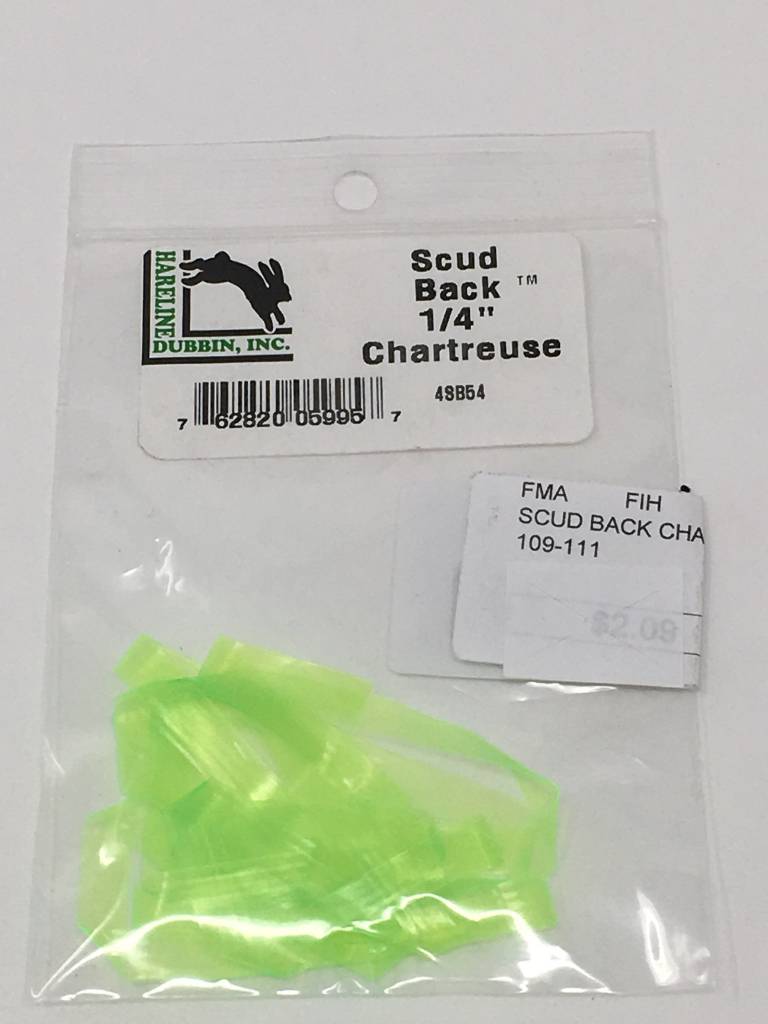 HARELINE
DUBBIN, INC.
Scud
Back ™
1/4"
Chartreuse
4SB54
7 62820 05995 7
FMA FIH
SCUD BACK CHA
109-111
$2.09